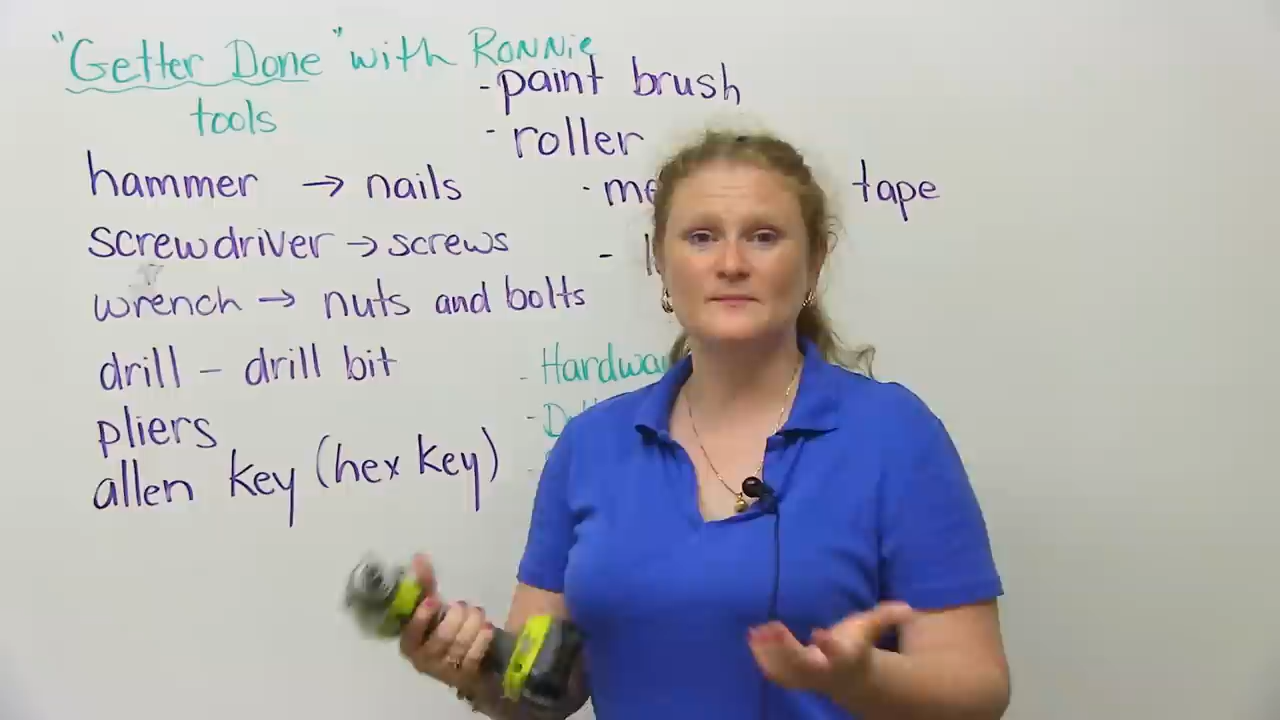 "Getter Done" with Ronnie
tools
hammer → nails
screwdriver → screws
wrench → nuts and bolts
drill – drill bit
pliers
allen key (hex key)
- paint brush
- roller
- tape